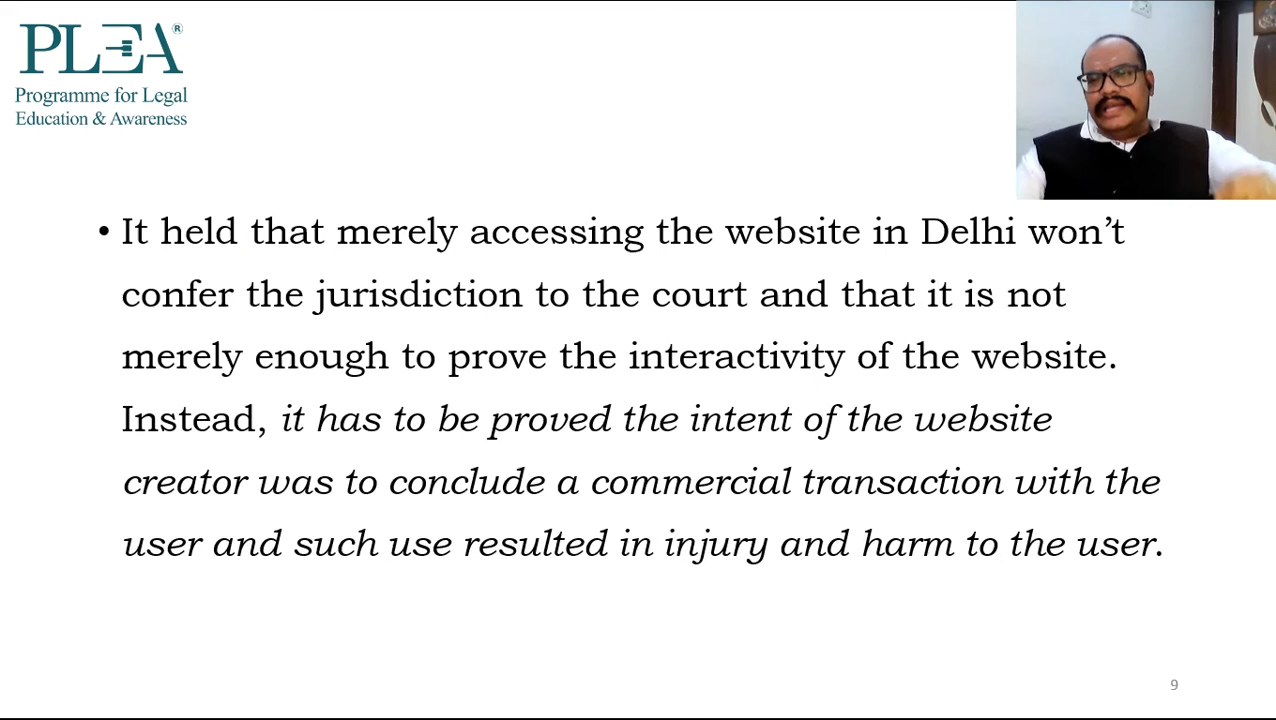 PLEA®
Programme for Legal
Education & Awareness
• It held that merely accessing the website in Delhi won’t
confer the jurisdiction to the court and that it is not
merely enough to prove the interactivity of the website.
Instead, it has to be proved the intent of the website
creator was to conclude a commercial transaction with the
user and such use resulted in injury and harm to the user.
9